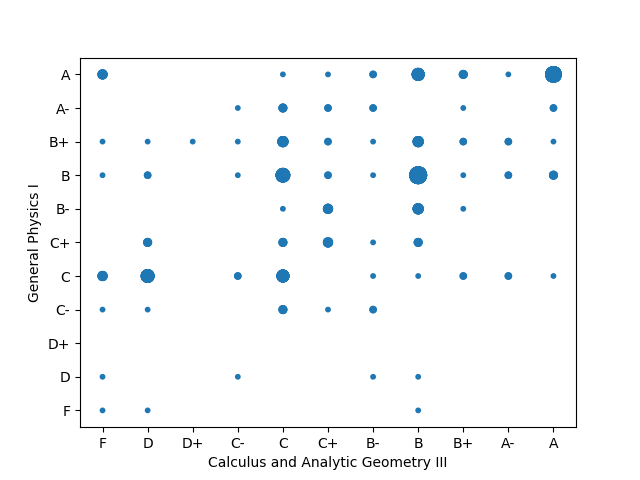 A
A-
B+
B
B-
C+
C
C-
D+
D
F
General Physics I
F D D+ C- C C+ B- B B+ A- A
Calculus and Analytic Geometry III